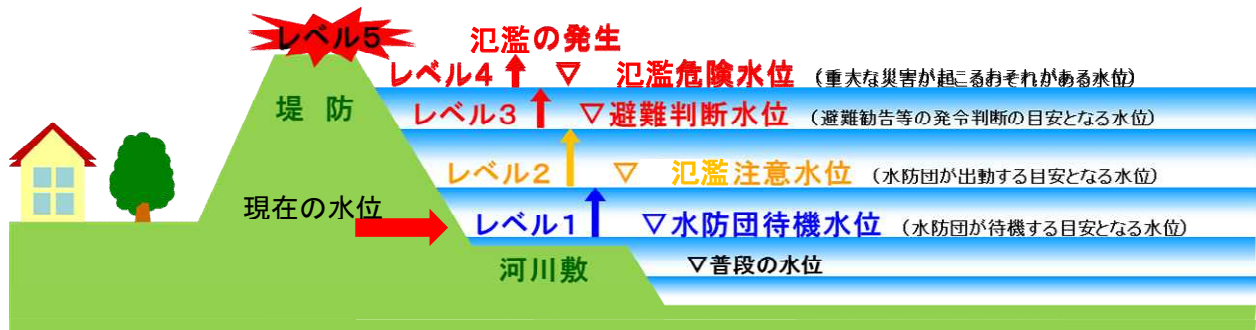 レベル5 氾濫の発生
レベル4 ▽ 氾濫危険水位 (重大な災害が起こるおそれがある水位)
堤 防
レベル3 ▽避難判断水位 (避難勧告等の発令判断の目安となる水位)
レベル2 ▽ 氾濫注意水位 (水防団が出動する目安となる水位)
現在の水位
レベル1 ▽水防団待機水位 (水防団が待機する目安となる水位)
河川敷
▽普段の水位